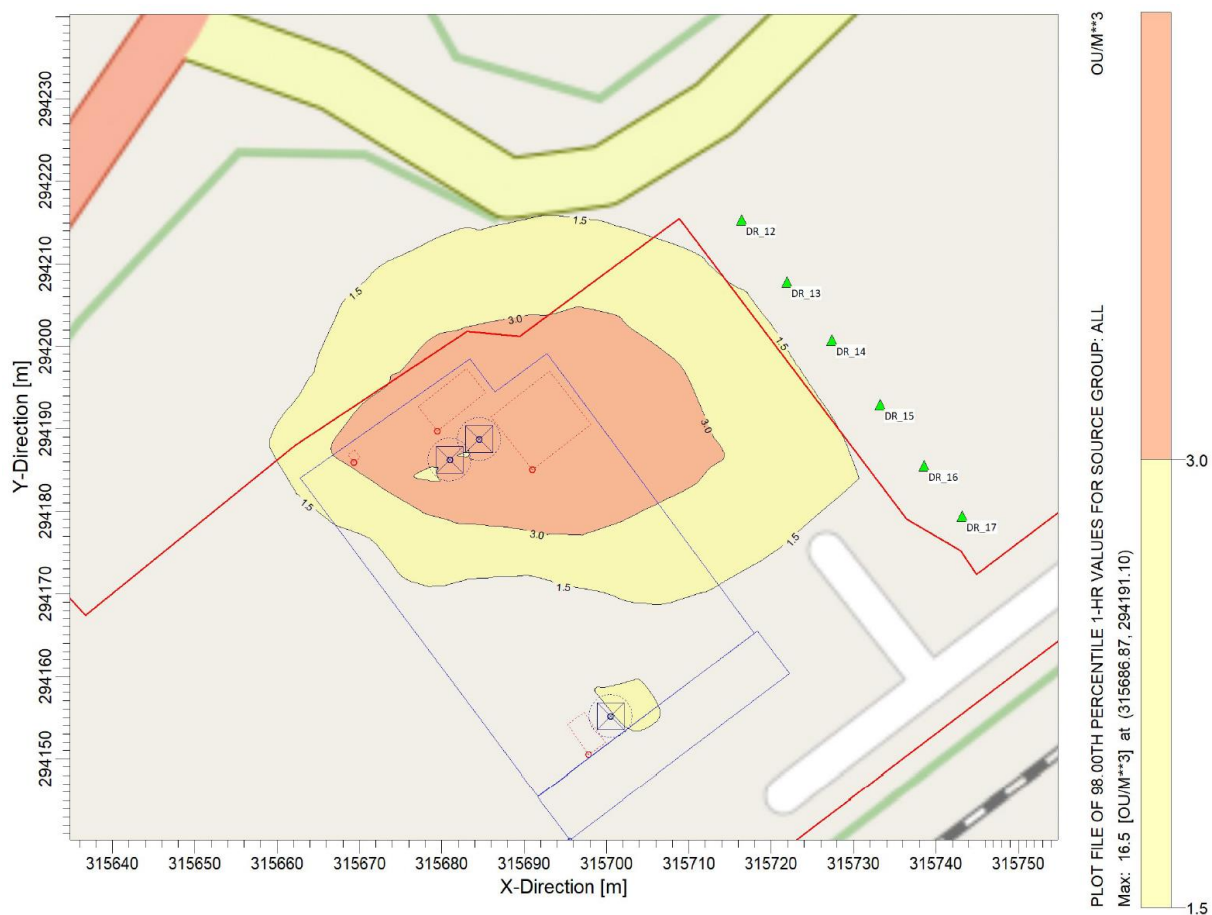 294230
294220
294210
294200
294190
294180
294170
294160
294150
Y-Direction [m]
315640 315650 315660 315670 315680 315690 315700 315710 315720 315730 315740 315750
X-Direction [m]
1.5
1.5
1.5
1.5
1.5
1.5
3.0
3.0
3.0
DR_12
DR_13
DR_14
DR_15
DR_16
DR_17
PLOT FILE OF 98.00TH PERCENTILE 1-HR VALUES FOR SOURCE GROUP: ALL OU/M**3
Max: 16.5 [OU/M**3] at (315686.87, 294191.10)
3.0
1.5